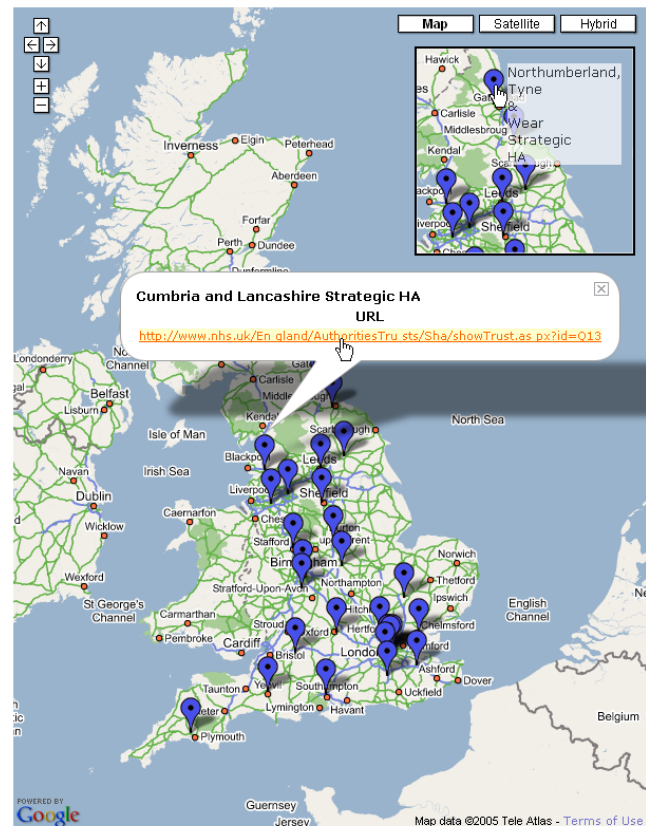 Map Satellite Hybrid
Hawick
Northumberland,
Tyne
&
Wear
Strategic
HA
Carlisle
Middlesbroug
Kendal
Leeds
Sheffield
Inverness
Elgin
Peterhead
Aberdeen
Forfar
Perth
Dundee
Dunfermline
Cumbria and Lancashire Strategic HA
URL
http://www.nhs.uk/En gland/AuthoritiesTru sts/Sha/showTrust.as px?id=Q13
Londonderry
Channel
Carlisle
Belfast
Lisburn
Kendal
North Sea
Isle of Man
Irish Sea
Leeds
Sheffield
Navan
Dublin
Caernarfon
Wicklow
Stafford
Birmingham
Norwich
Wexford
Stratford-Upon-Avon
Northampton
Thetford
Ipswich
St George's
Channel
Carmarthan
Stroud
Chelmsford
English
Channel
Pembroke
Cardiff
London
Bristol
Ashford
Dover
Taunton
Uckfield
Lymington
Havant
Plymouth
Belgium
Guernsey
Jersey
POWERED BY
Google
Map data ©2005 Tele Atlas - Terms of Use